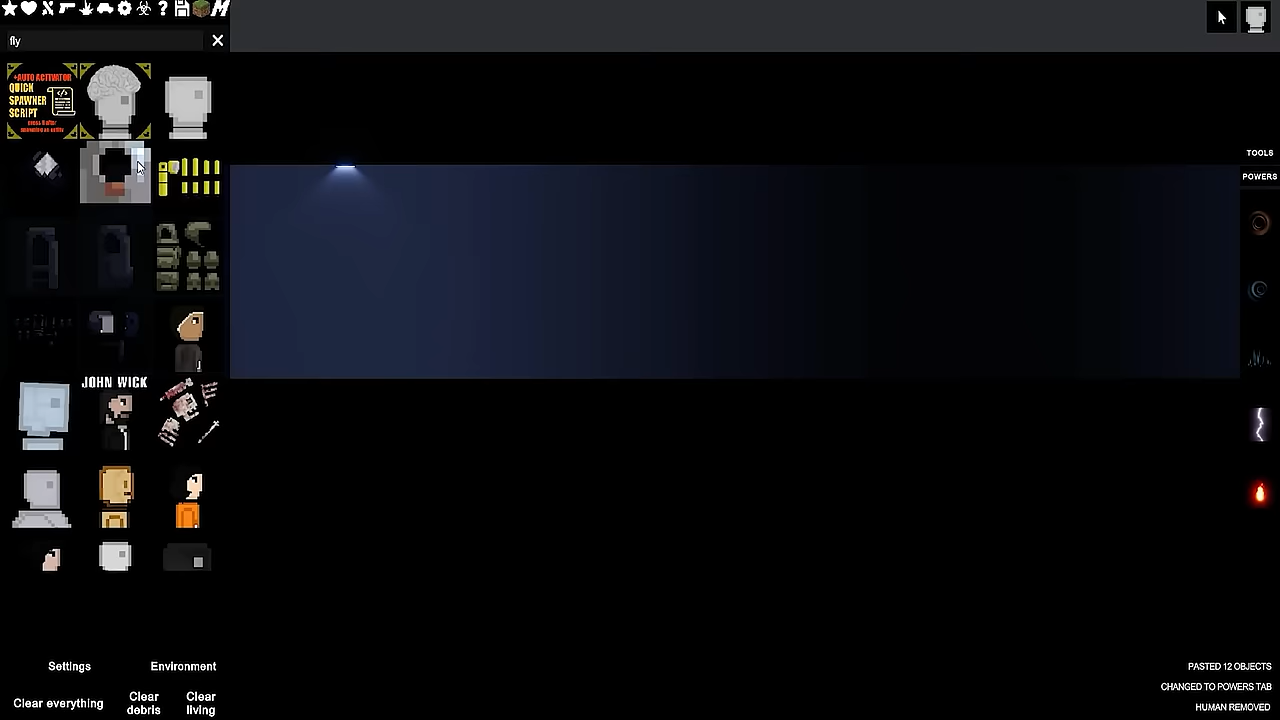 fly
+AUTO ACTIVATOR
QUICK
SPAWNER
SCRIPT
TOOLS
POWERS
JOHN WICK
Settings
Environment
Clear everything
Clear
debris
Clear
living
PASTED 12 OBJECTS
CHANGED TO POWERS TAB
HUMAN REMOVED